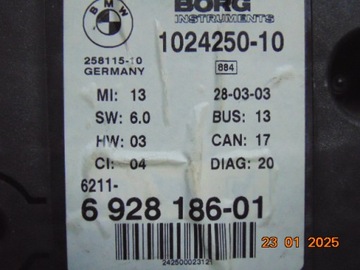 BMW
BORG
INSTRUMENTS
1024250-10
258115-10
GERMANY
884
MI: 13
28-03-03
SW: 6.0
BUS: 13
HW: 03
CAN: 17
CI: 04
DIAG: 20
6211-
6 928 186-01
24250002312
23 01 2025